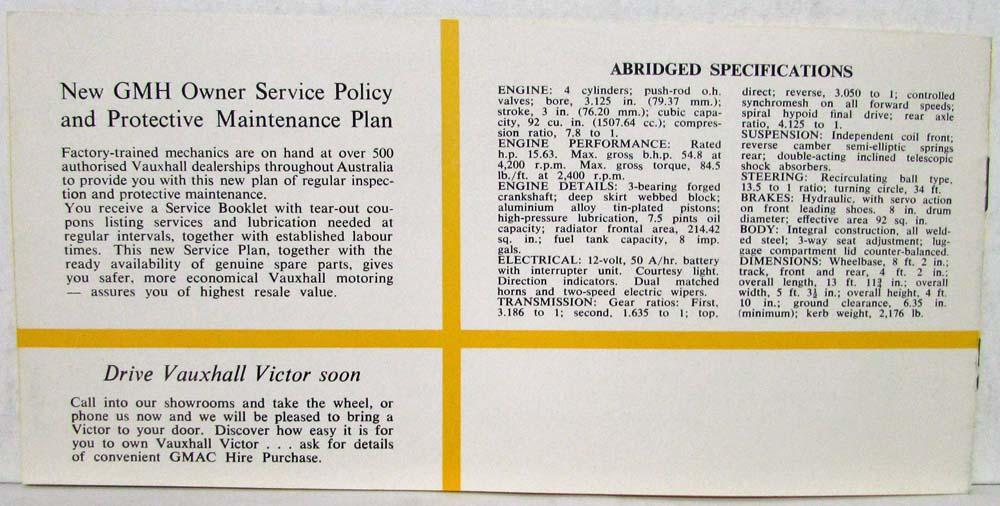 New GMH Owner Service Policy
and Protective Maintenance Plan
Factory-trained mechanics are on hand at over 500
authorised Vauxhall dealerships throughout Australia
to provide you with this new plan of regular inspec-
tion and protective maintenance.
You receive a Service Booklet with tear-out cou-
pons listing services and lubrication needed at
regular intervals, together with established labour
times. This new Service Plan, together with the
ready availability of genuine spare parts, gives
you safer, more economical Vauxhall motoring
— assures you of highest resale value.
Drive Vauxhall Victor soon
Call into our showrooms and take the wheel, or
phone us now and we will be pleased to bring a
Victor to your door. Discover how easy it is for
you to own Vauxhall Victor . . . ask for details
of convenient GMAC Hire Purchase.
ABRIDGED SPECIFICATIONS
ENGINE: 4 cylinders; push-rod o.h.
valves; bore, 3.125 in. (79.37 mm.);
stroke, 3 in. (76.20 mm.); cubic capa-
city, 92 cu. in. (1507.64 cc.); compres-
sion ratio, 7.8 to 1.
ENGINE PERFORMANCE: Rated
h.p. 15.63. Max. gross b.h.p. 54.8 at
4,200 r.p.m. Max. gross torque, 84.5
lb./ft. at 2,400 r.p.m.
ENGINE DETAILS: 3-bearing forged
crankshaft; deep skirt webbed block;
aluminium alloy tin-plated pistons;
high-pressure lubrication, 7.5 pints oil
capacity; radiator frontal area, 214.42
sq. in.; fuel tank capacity, 8 imp.
gals.
ELECTRICAL: 12-volt, 50 A/hr. battery
with interrupter unit. Courtesy light.
Direction indicators. Dual matched
horns and two-speed electric wipers.
TRANSMISSION: Gear ratios: First,
3.186 to 1; second, 1.635 to 1; top,
direct; reverse, 3.050 to 1; controlled
synchromesh on all forward speeds;
spiral hypoid final drive; rear axle
ratio, 4.125 to 1.
SUSPENSION: Independent coil front;
reverse camber semi-elliptic springs
rear; double-acting inclined telescopic
shock absorbers.
STEERING: Recirculating ball type,
13.5 to 1 ratio; turning circle, 34 ft.
BRAKES: Hydraulic, with servo action
on front leading shoes. 8 in. drum
diameter; effective area 92 sq. in.
BODY: Integral construction, all weld-
ed steel; 3-way seat adjustment; lug-
gage compartment lid counter-balanced.
DIMENSIONS: Wheelbase, 8 ft. 2 in.;
track, front and rear, 4 ft. 2 in.;
overall length, 13 ft. 11¾ in.; overall
width, 5 ft. 3½ in.; overall height, 4 ft.
10 in.; ground clearance, 6.35 in.
(minimum); kerb weight, 2,176 lb.